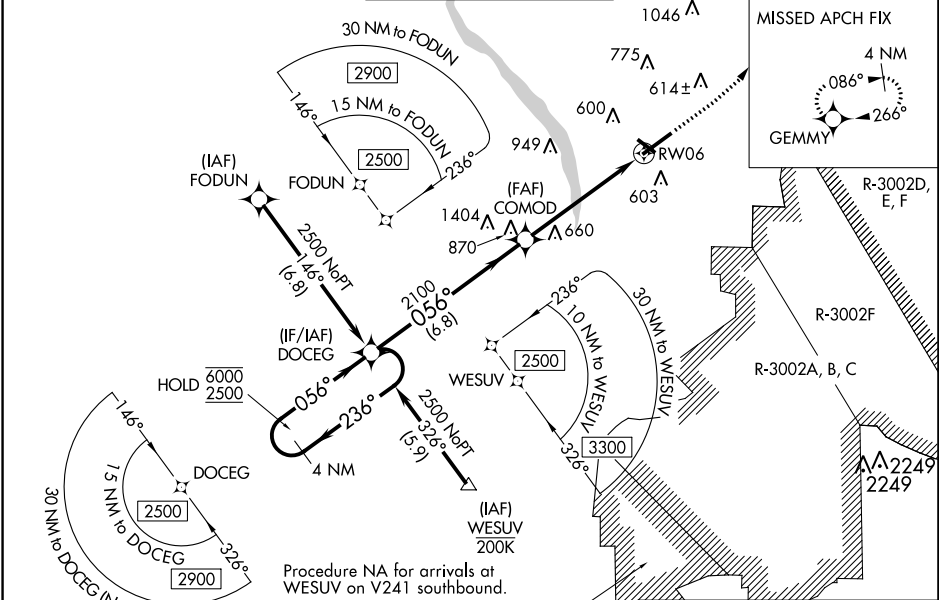 1046
MISSED APCH FIX
4 NM
086°
266°
GEMMY
30 NM to FODUN
2900
775
614±
146°
15 NM to FODUN
2500
236°
600
949
RW06
603
(IAF)
FODUN
FODUN
(FAF)
COMOD
1404
870
660
R-3002D,
E, F
2500 NoPT
146°
(6.8)
2100
056°
(6.8)
R-3002F
(IF/IAF)
DOCEG
236°
10 NM to WESUV
30 NM to WESUV
2500
WESUV
R-3002A, B, C
HOLD
6000
2500
056°
236°
4 NM
2500 NoPT
326°
(5.9)
326°
3300
2249
2249
146°
DOCEG
15 NM to DOCEG
2500
326°
30 NM to DOCEG (N
2900
(IAF)
WESUV
200K
Procedure NA for arrivals at
WESUV on V241 southbound.